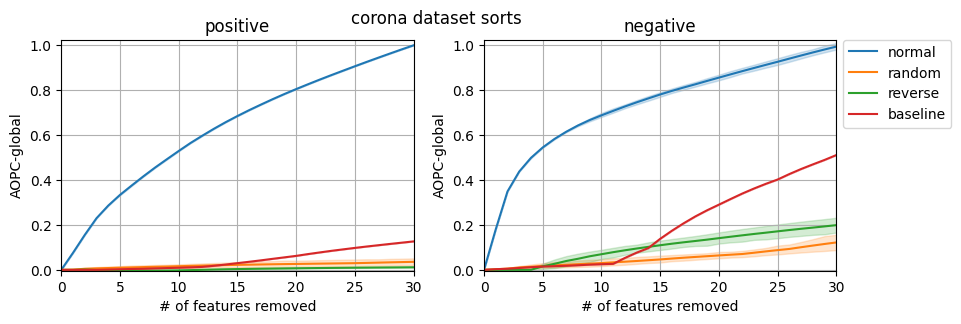 corona dataset sorts
positive
AOPC-global
1.0
0.8
0.6
0.4
0.2
0.0
0 5 10 15 20 25 30
# of features removed
negative
AOPC-global
1.0
0.8
0.6
0.4
0.2
0.0
0 5 10 15 20 25 30
# of features removed
normal
random
reverse
baseline